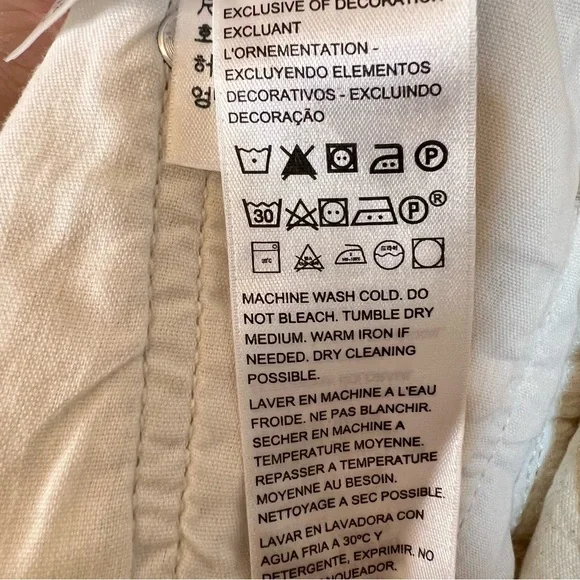 EXCLUSIVE OF DECORATION
EXCLUANT
L'ORNEMENTATION -
EXCLUYENDO ELEMENTOS
DECORATIVOS - EXCLUINDO
DECORAÇÃO
P
30 P®
MACHINE WASH COLD. DO
NOT BLEACH. TUMBLE DRY
MEDIUM. WARM IRON IF
NEEDED. DRY CLEANING
POSSIBLE.
LAVER EN MACHINE A L'EAU
FROIDE. NE PAS BLANCHIR.
SECHER EN MACHINE A
TEMPERATURE MOYENNE.
REPASSER A TEMPERATURE
MOYENNE AU BESOIN.
NETTOYAGE A SEC POSSIBLE.
LAVAR EN LAVADORA CON
AGUA FRIA A 30ºC Y
DETERGENTE, EXPRIMIR. NO